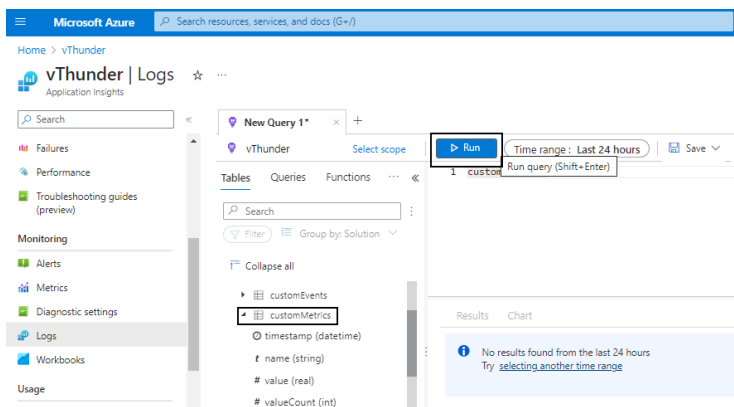 Microsoft Azure
Search resources, services, and docs (G+/)
Home > vThunder
vThunder | Logs
Application Insights
Search
Failures
Performance
Troubleshooting guides
(preview)
Monitoring
Alerts
Metrics
Diagnostic settings
Logs
Workbooks
Usage
New Query 1*
vThunder
Select scope
Run
Time range : Last 24 hours
Save
Run query (Shift+Enter)
Tables Queries Functions
1
Search
Filter
Group by: Solution
Collapse all
customEvents
customMetrics
timestamp (datetime)
t name (string)
# value (real)
# valueCount (int)
Results Chart
No results found from the last 24 hours
Try selecting another time range